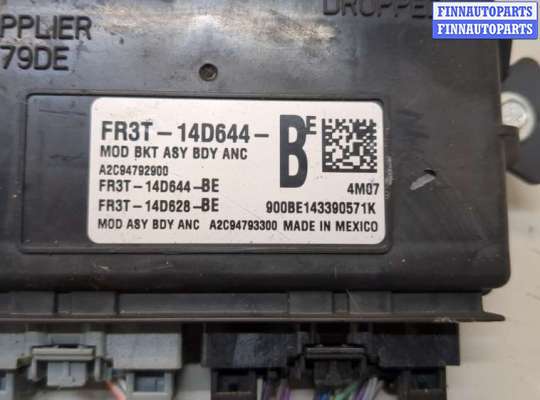 PPLIER
79DE
FINNAUTOPARTS
FINNAUTOPARTS
FINNAUTOPARTS
FR3T-14D644-
BE
MOD BKT ASY BDY ANC
A2C94792900
FR3T-14D644-BE
4M07
FR3T-14D628-BE
900BE143390571K
MOD ASY BDY ANC A2C94793300 MADE IN MEXICO